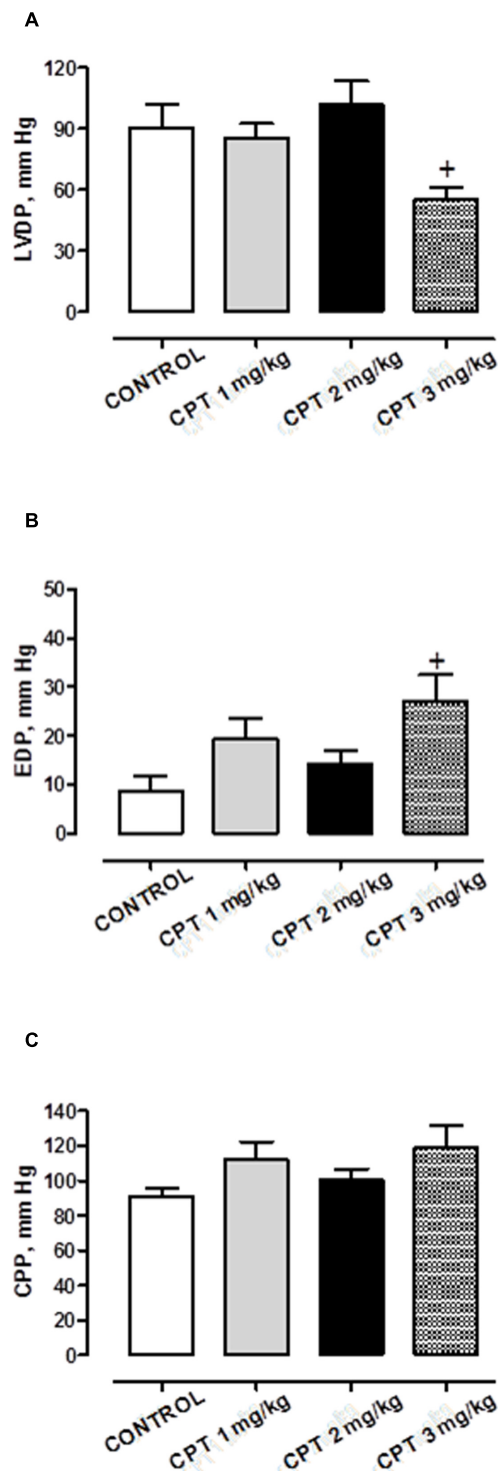 A
120
90
60
30
0
LVDP, mm Hg
+
CONTROL
CPT 1 mg/kg
CPT 2 mg/kg
CPT 3 mg/kg
B
50
40
30
20
10
0
EDP, mm Hg
+
CONTROL
CPT 1 mg/kg
CPT 2 mg/kg
CPT 3 mg/kg
C
140
120
100
80
60
40
20
0
CPP, mm Hg
CONTROL
CPT 1 mg/kg
CPT 2 mg/kg
CPT 3 mg/kg